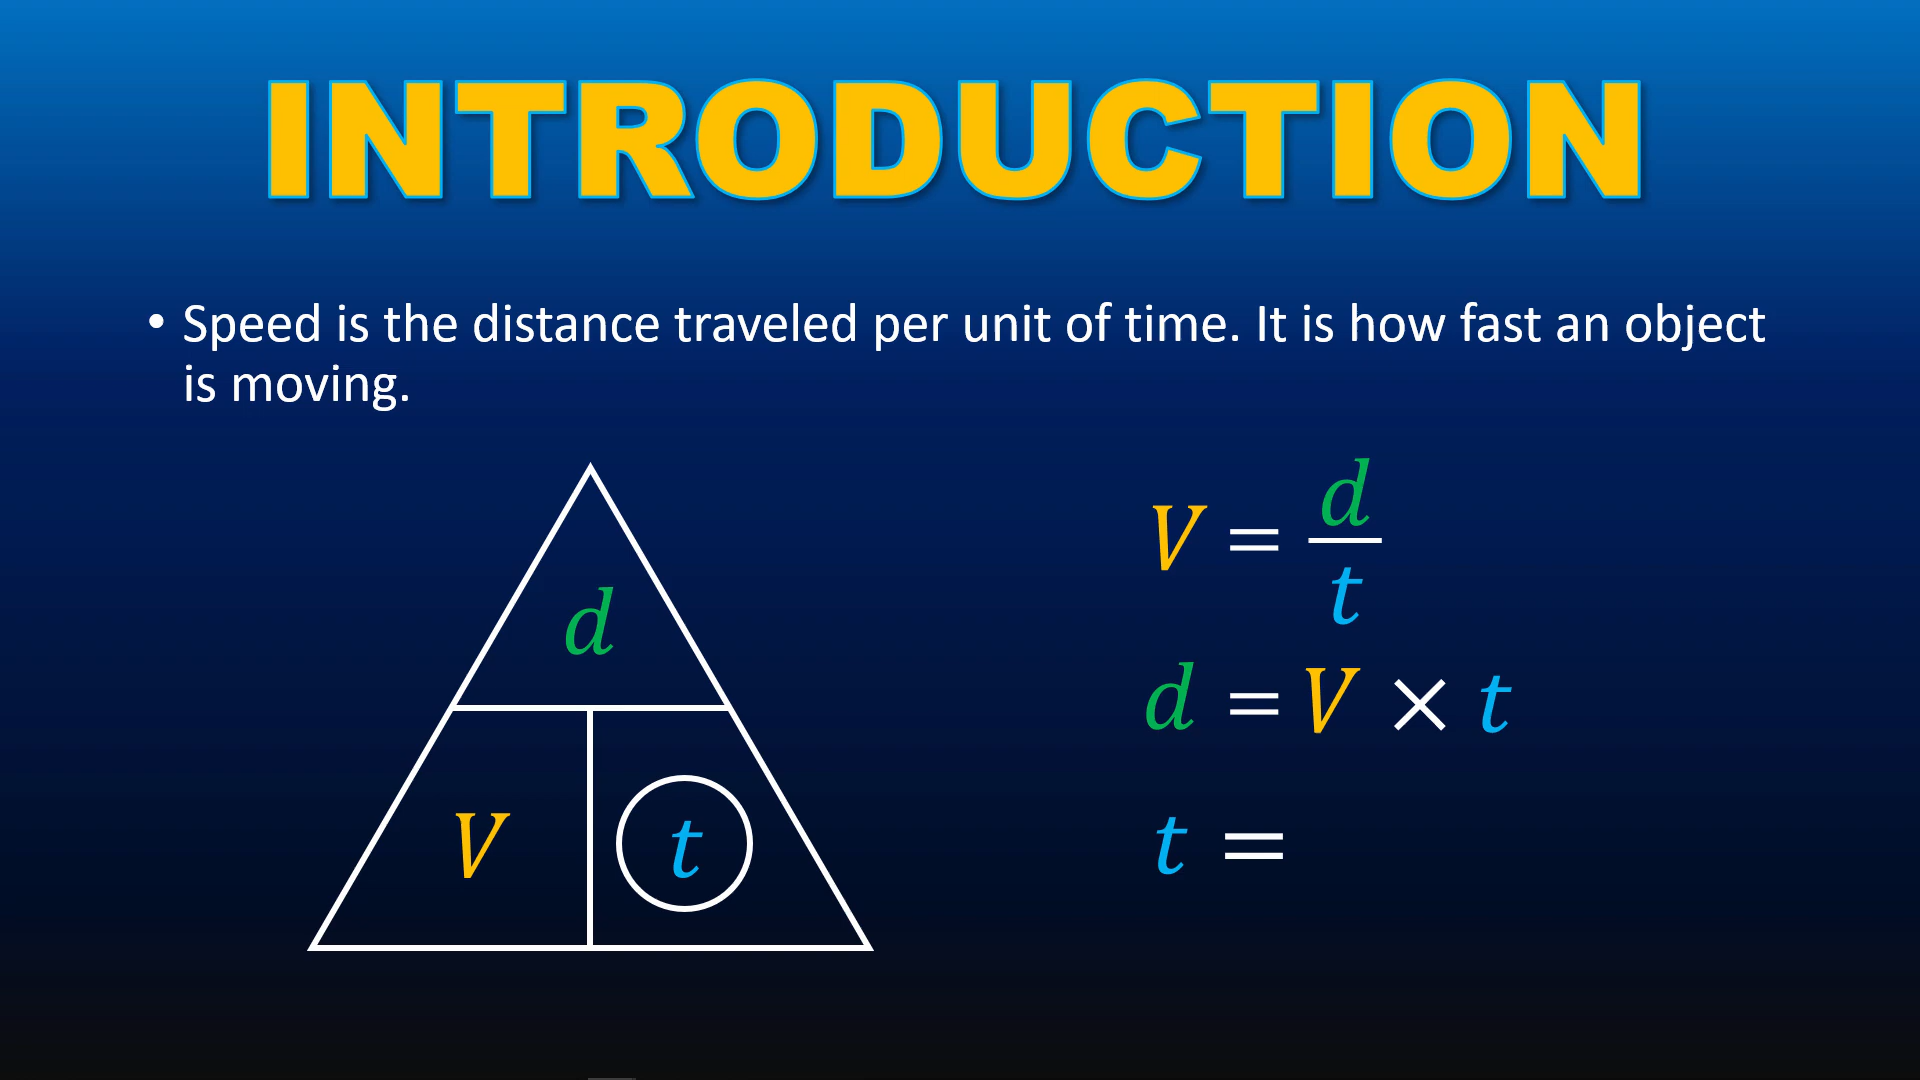 INTRODUCTION
• Speed is the distance traveled per unit of time. It is how fast an object
is moving.
d
V t
V = d/t
d = V × t
t =